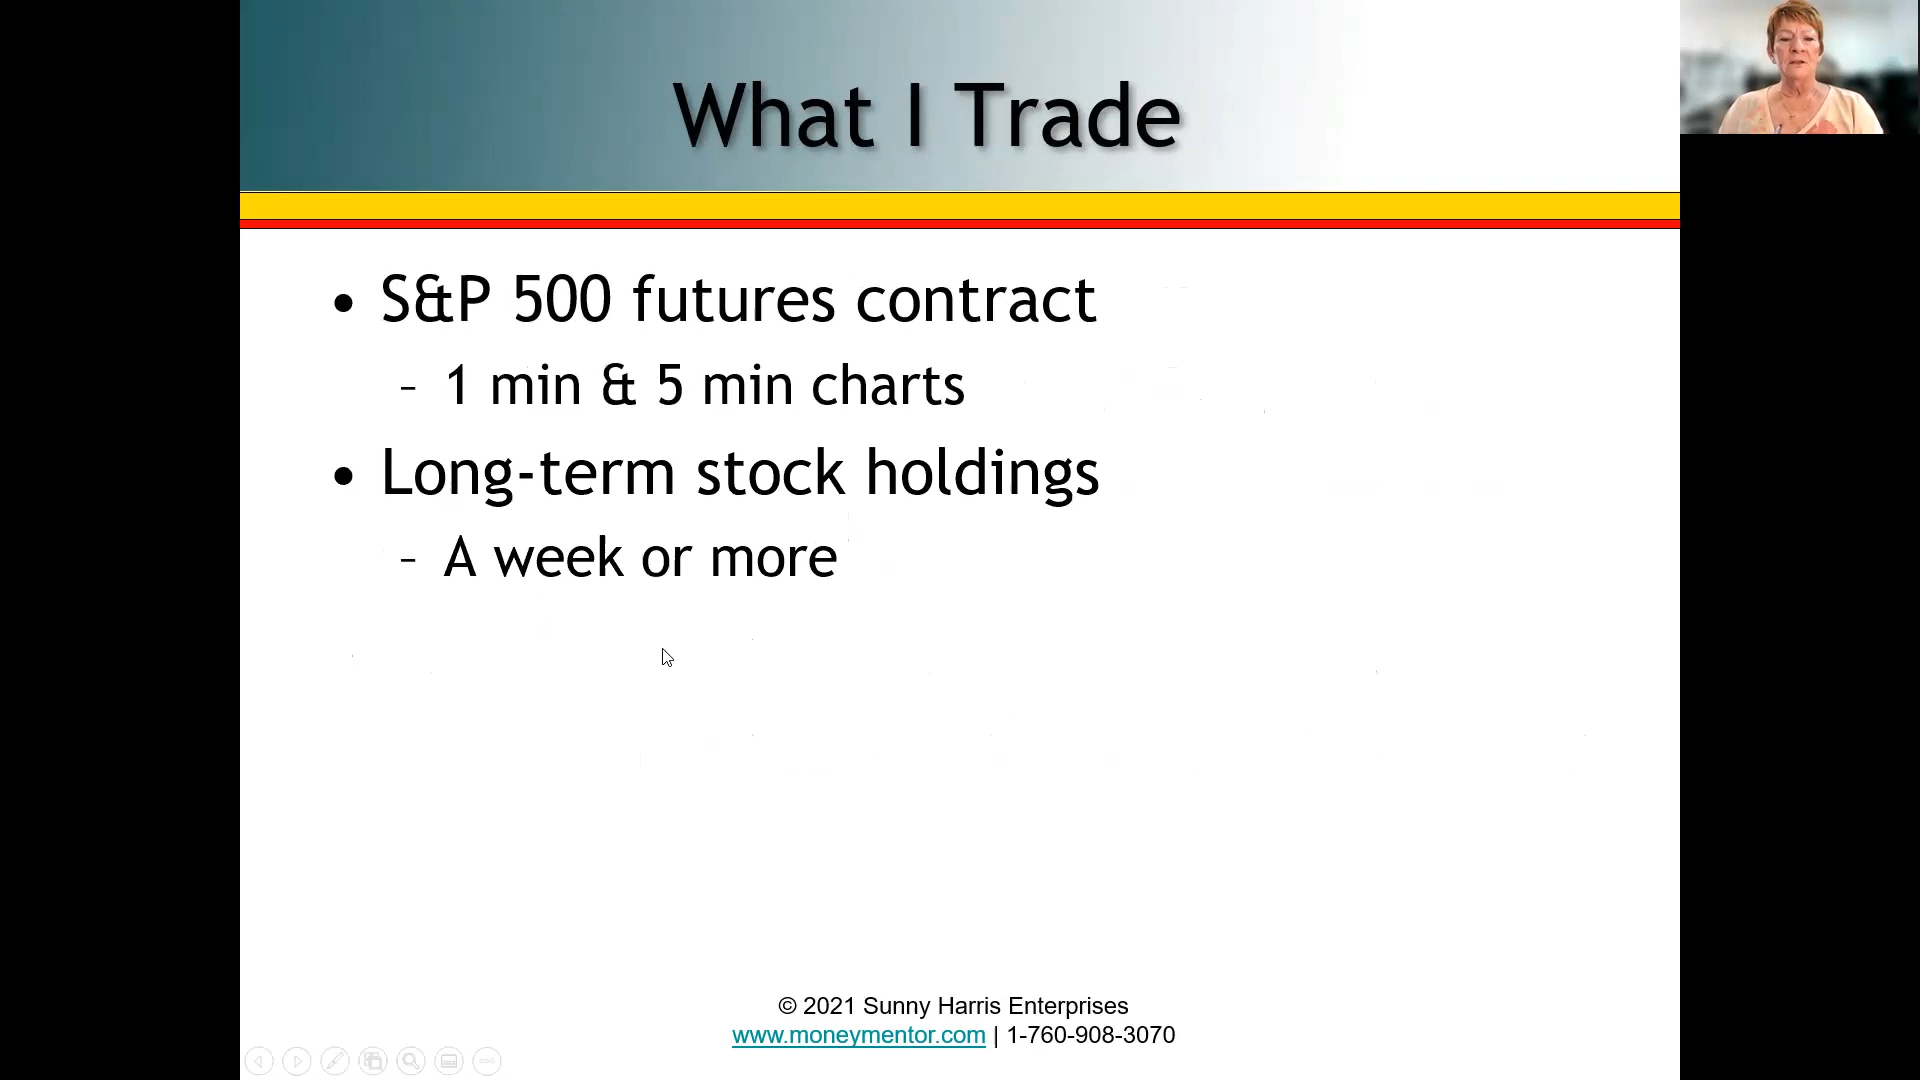 What I Trade
• S&P 500 futures contract
– 1 min & 5 min charts
• Long-term stock holdings
– A week or more
© 2021 Sunny Harris Enterprises
www.moneymentor.com | 1-760-908-3070